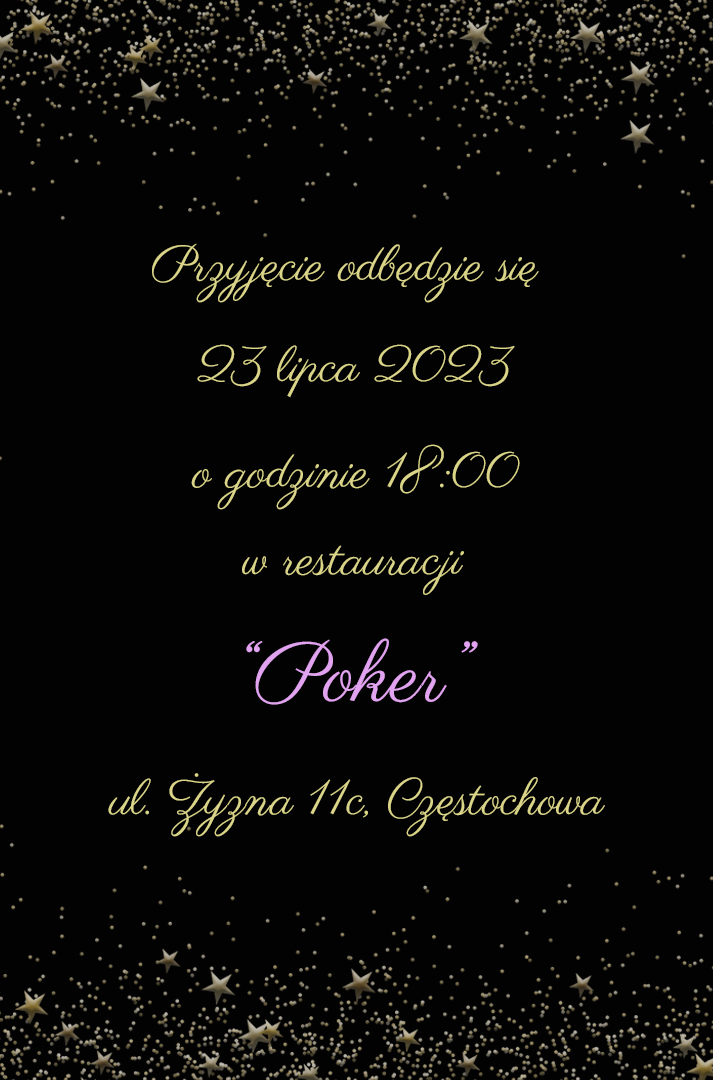 Przyjęcie odbędzie się
23 lipca 2023
o godzinie 18:00
w restauracji
“Poker”
ul. Żyzna 11c, Częstochowa